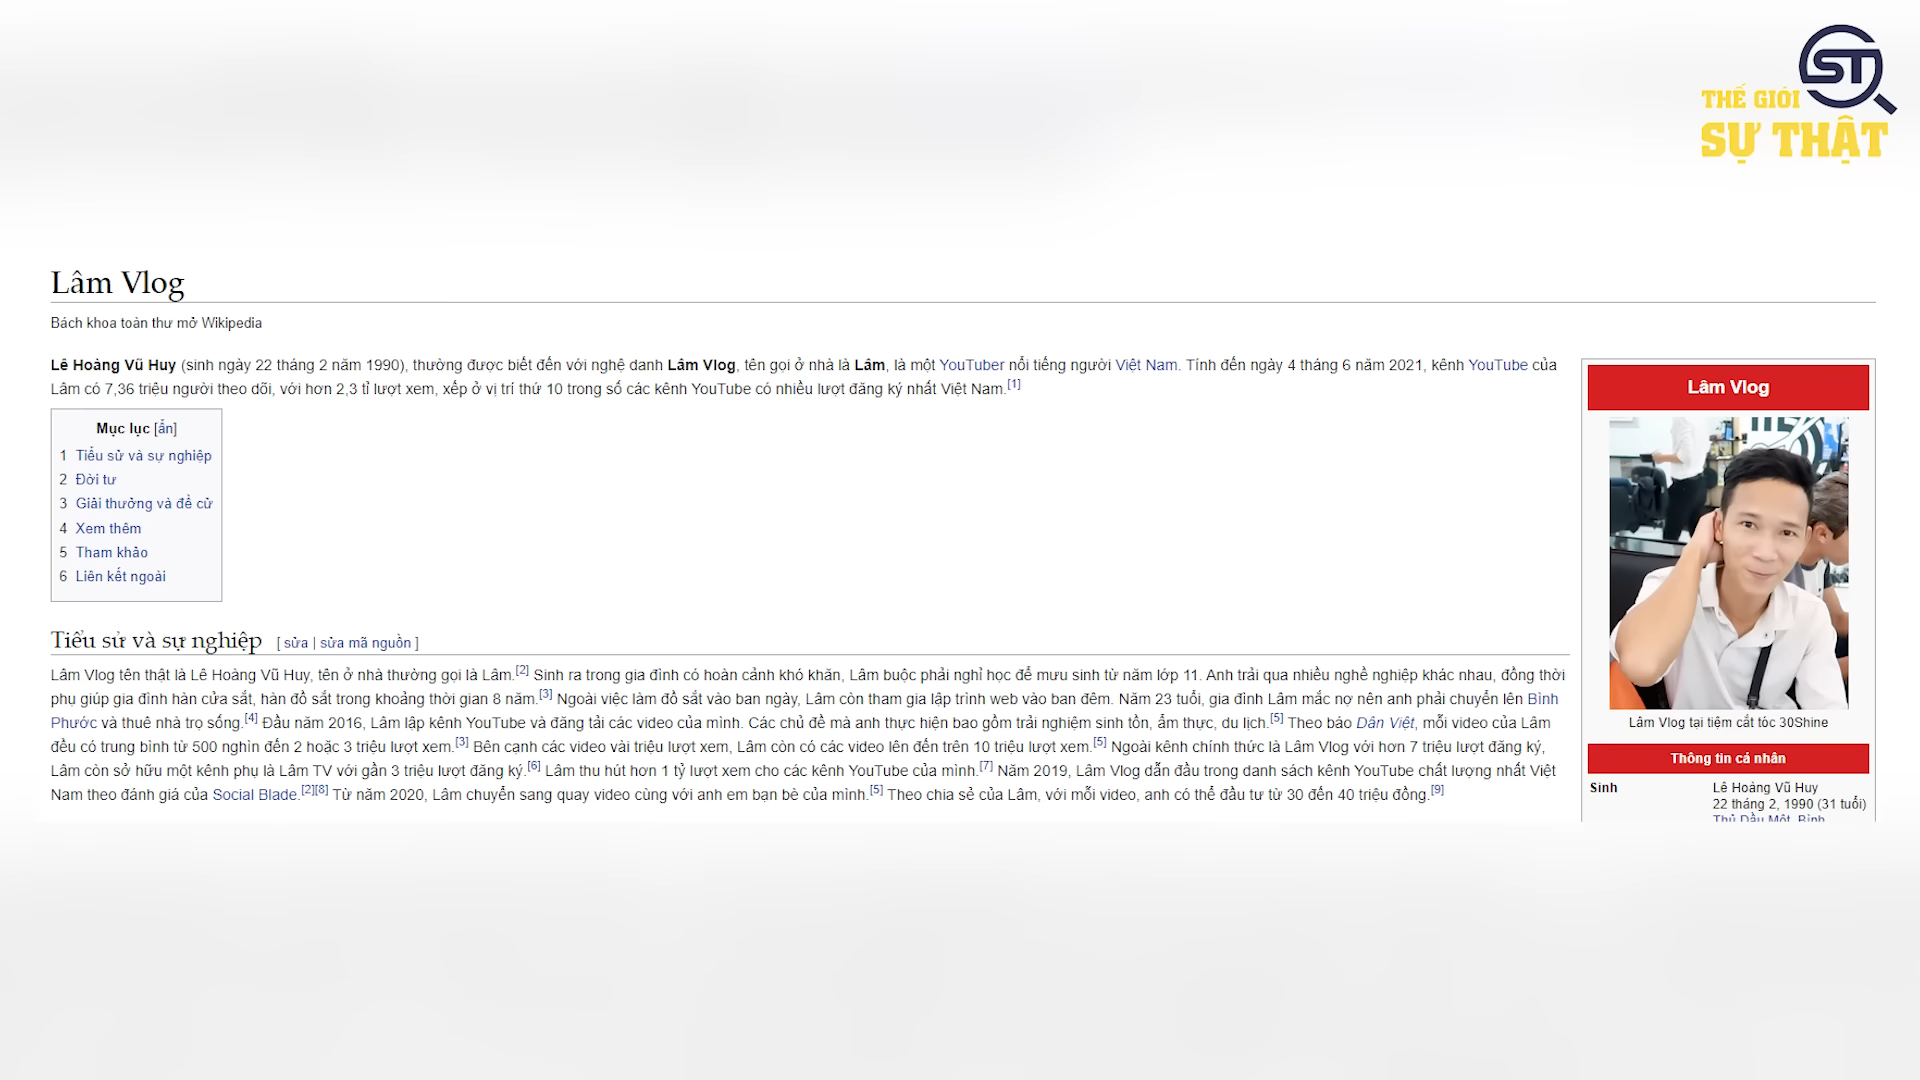 ST
THẾ GIỚI
SỰ THẬT
Lâm Vlog
Bách khoa toàn thư mở Wikipedia
Lê Hoàng Vũ Huy (sinh ngày 22 tháng 2 năm 1990), thường được biết đến với nghệ danh Lâm Vlog, tên gọi ở nhà là Lâm, là một YouTuber nổi tiếng người Việt Nam. Tính đến ngày 4 tháng 6 năm 2021, kênh YouTube của
Lâm có 7,36 triệu người theo dõi, với hơn 2,3 tỉ lượt xem, xếp ở vị trí thứ 10 trong số các kênh YouTube có nhiều lượt đăng ký nhất Việt Nam.[1]
Mục lục [ẩn]
1 Tiểu sử và sự nghiệp
2 Đời tư
3 Giải thưởng và đề cử
4 Xem thêm
5 Tham khảo
6 Liên kết ngoài
Tiểu sử và sự nghiệp [ sửa | sửa mã nguồn ]
Lâm Vlog tên thật là Lê Hoàng Vũ Huy, tên ở nhà thường gọi là Lâm.[2] Sinh ra trong gia đình có hoàn cảnh khó khăn, Lâm buộc phải nghỉ học để mưu sinh từ năm lớp 11. Anh trải qua nhiều nghề nghiệp khác nhau, đồng thời
phụ giúp gia đình hàn cửa sắt, hàn đồ sắt trong khoảng thời gian 8 năm.[3] Ngoài việc làm đồ sắt vào ban ngày, Lâm còn tham gia lập trình web vào ban đêm. Năm 23 tuổi, gia đình Lâm mắc nợ nên anh phải chuyển lên Bình
Phước và thuê nhà trọ sống.[4] Đầu năm 2016, Lâm lập kênh YouTube và đăng tải các video của mình. Các chủ đề mà anh thực hiện bao gồm trải nghiệm sinh tồn, ẩm thực, du lịch.[5] Theo báo Dân Việt, mỗi video của Lâm
đều có trung bình từ 500 nghìn đến 2 hoặc 3 triệu lượt xem.[3] Bên cạnh các video vài triệu lượt xem, Lâm còn có các video lên đến trên 10 triệu lượt xem.[5] Ngoài kênh chính thức là Lâm Vlog với hơn 7 triệu lượt đăng ký,
Lâm còn sở hữu một kênh phụ là Lâm TV với gần 3 triệu lượt đăng ký.[6] Lâm thu hút hơn 1 tỷ lượt xem cho các kênh YouTube của mình.[7] Năm 2019, Lâm Vlog dẫn đầu trong danh sách kênh YouTube chất lượng nhất Việt
Nam theo đánh giá của Social Blade.[2][8] Từ năm 2020, Lâm chuyển sang quay video cùng với anh em bạn bè của mình.[5] Theo chia sẻ của Lâm, với mỗi video, anh có thể đầu tư từ 30 đến 40 triệu đồng.[9]
Lâm Vlog
Lâm Vlog tại tiệm cắt tóc 30Shine
Thông tin cá nhân
Sinh Lê Hoàng Vũ Huy
22 tháng 2, 1990 (31 tuổi)
Thủ Dầu Một, Bình